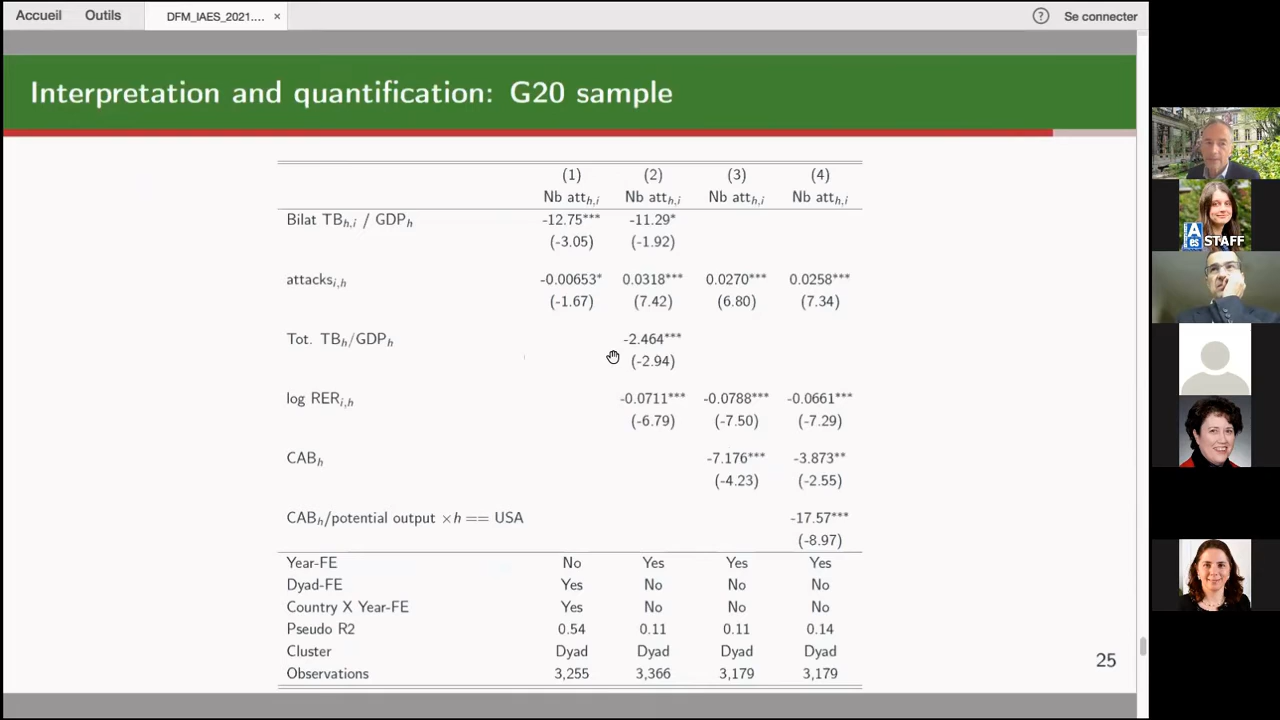 Accueil Outils DFM_IAES_2021.... × ? Se connecter
Interpretation and quantification: G20 sample
(1) (2) (3) (4)
Nb att_h,i Nb att_h,i Nb att_h,i Nb att_h,i
Bilat TB_h,i / GDP_h -12.75*** -11.29*
(-3.05) (-1.92)
attacks_i,h -0.00653* 0.0318*** 0.0270*** 0.0258***
(-1.67) (7.42) (6.80) (7.34)
Tot. TB_h/GDP_h -2.464***
(-2.94)
log RER_i,h -0.0711*** -0.0788*** -0.0661***
(-6.79) (-7.50) (-7.29)
CAB_h -7.176*** -3.873**
(-4.23) (-2.55)
CAB_h/potential output ×h == USA -17.57***
(-8.97)
Year-FE No Yes Yes Yes
Dyad-FE Yes No No No
Country X Year-FE Yes No No No
Pseudo R2 0.54 0.11 0.11 0.14
Cluster Dyad Dyad Dyad Dyad
Observations 3,255 3,366 3,179 3,179
25
A es STAFF